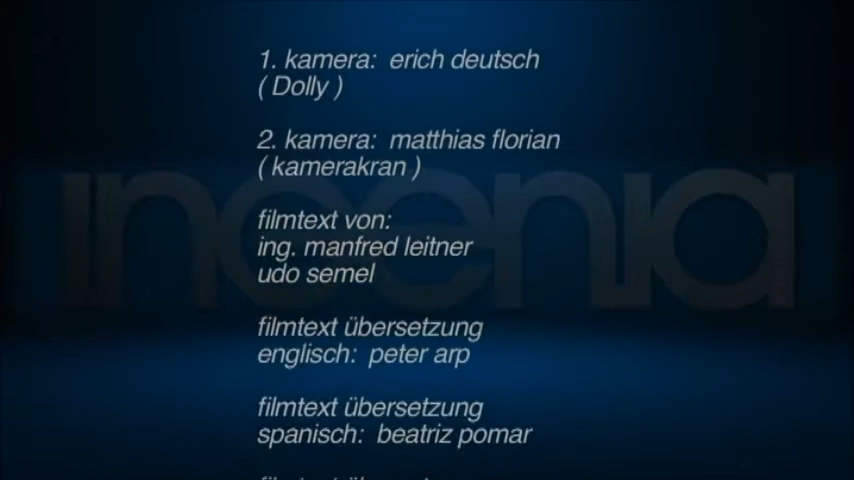 1. kamera: erich deutsch
( Dolly )
2. kamera: matthias florian
( kamerakran )
filmtext von:
ing. manfred leitner
udo semel
filmtext übersetzung
englisch: peter arp
filmtext übersetzung
spanisch: beatriz pomar